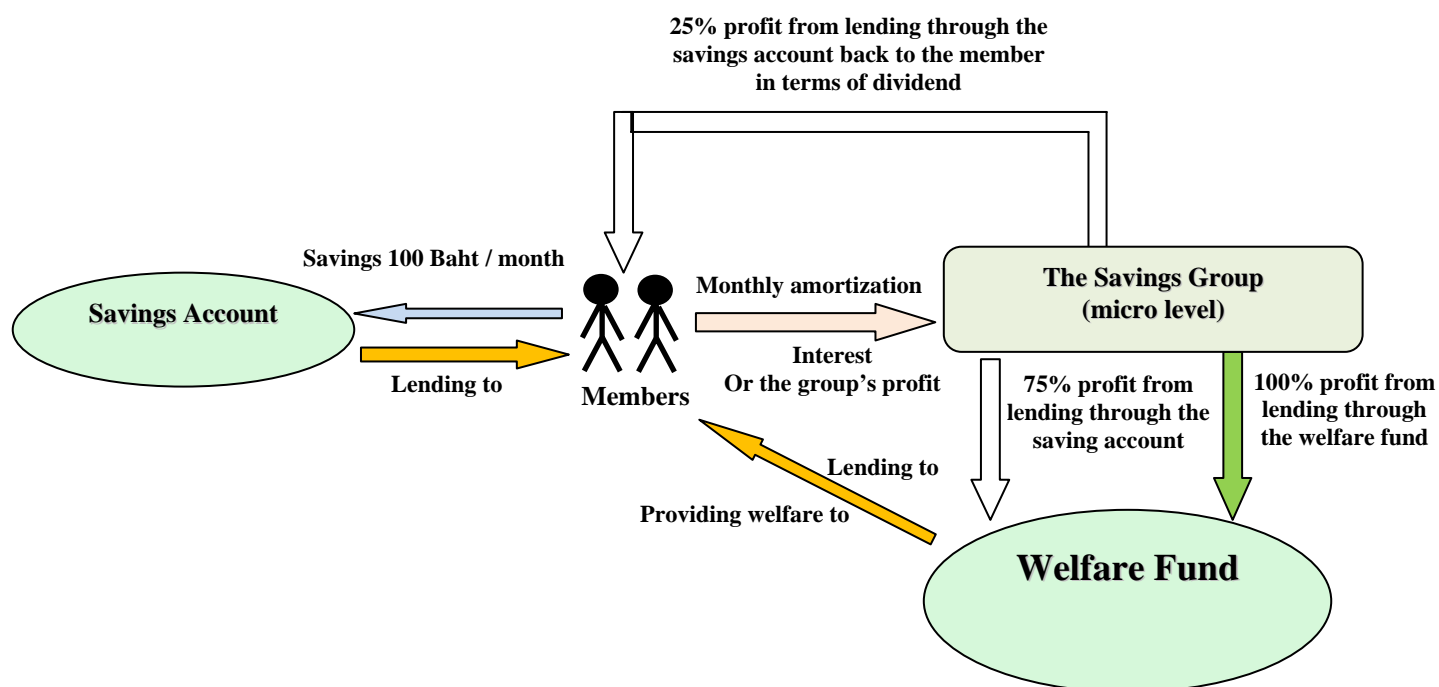 25% profit from lending through the
savings account back to the member
in terms of dividend
Savings 100 Baht / month
Savings Account
Lending to
Members
Monthly amortization
Interest
Or the group's profit
The Savings Group
(micro level)
75% profit from
lending through the
saving account
100% profit from
lending through
the welfare fund
Lending to
Providing welfare to
Welfare Fund